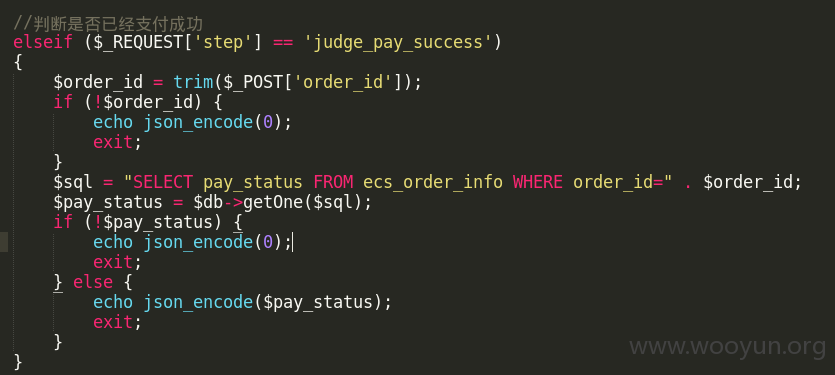 //判断是否已经支付成功
elseif ($_REQUEST['step'] == 'judge_pay_success')
{
    $order_id = trim($_POST['order_id']);
    if (!$order_id) {
        echo json_encode(0);
        exit;
    }
    $sql = "SELECT pay_status FROM ecs_order_info WHERE order_id=" . $order_id;
    $pay_status = $db->getOne($sql);
    if (!$pay_status) {
        echo json_encode(0);
        exit;
    } else {
        echo json_encode($pay_status);
        exit;
    }
www.wooyun.org
}